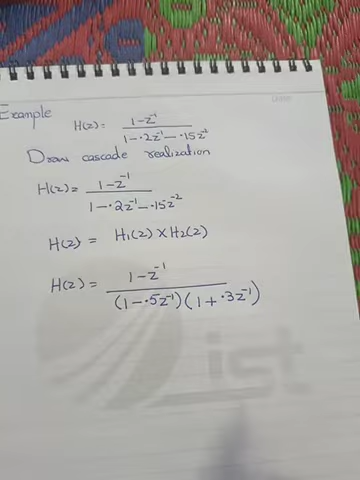 Example
H(z) = (1-z⁻¹)/(1-.2z⁻¹-.15z⁻²)
Draw cascade realization
H(z) = (1-z⁻¹)/(1-.2z⁻¹-.15z⁻²)
H(z) = H₁(z) × H₂(z)
H(z) = (1-z⁻¹)/((1-.5z⁻¹)(1+.3z⁻¹))
ist